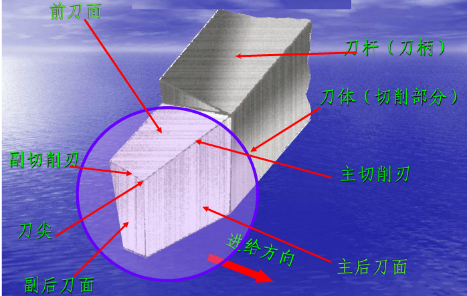 前刀面
刀杆（刀柄）
刀体（切削部分）
副切削刃
主切削刃
刀尖
进给方向
主后刀面
副后刀面